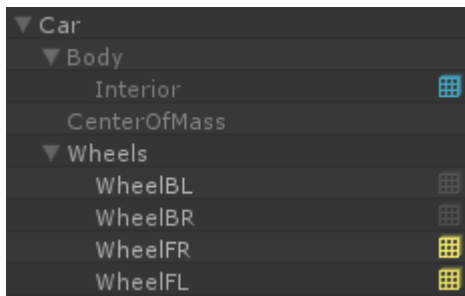 Car
Body
Interior
CenterOfMass
Wheels
WheelBL
WheelBR
WheelFR
WheelFL